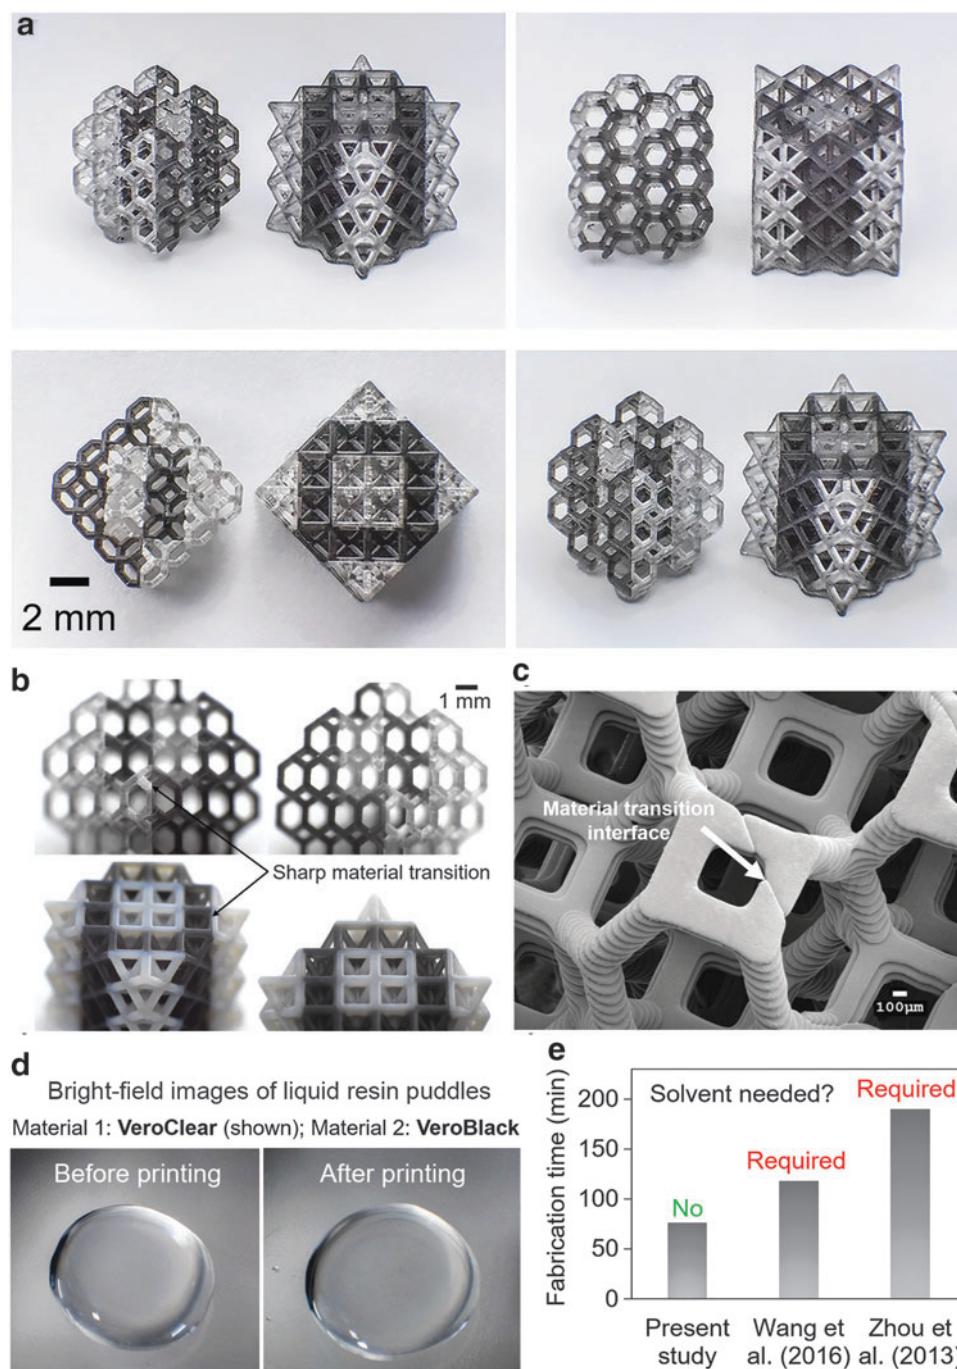 a
2 mm
b
1 mm
Sharp material transition
c
Material transition
interface
100μm
d
Bright-field images of liquid resin puddles
Material 1: VeroClear (shown); Material 2: VeroBlack
Before printing
After printing
e
Fabrication time (min)
200
150
100
50
0
Solvent needed?
No
Required
Required
Present
study
Wang et
al. (2016)
Zhou et
al. (2013)